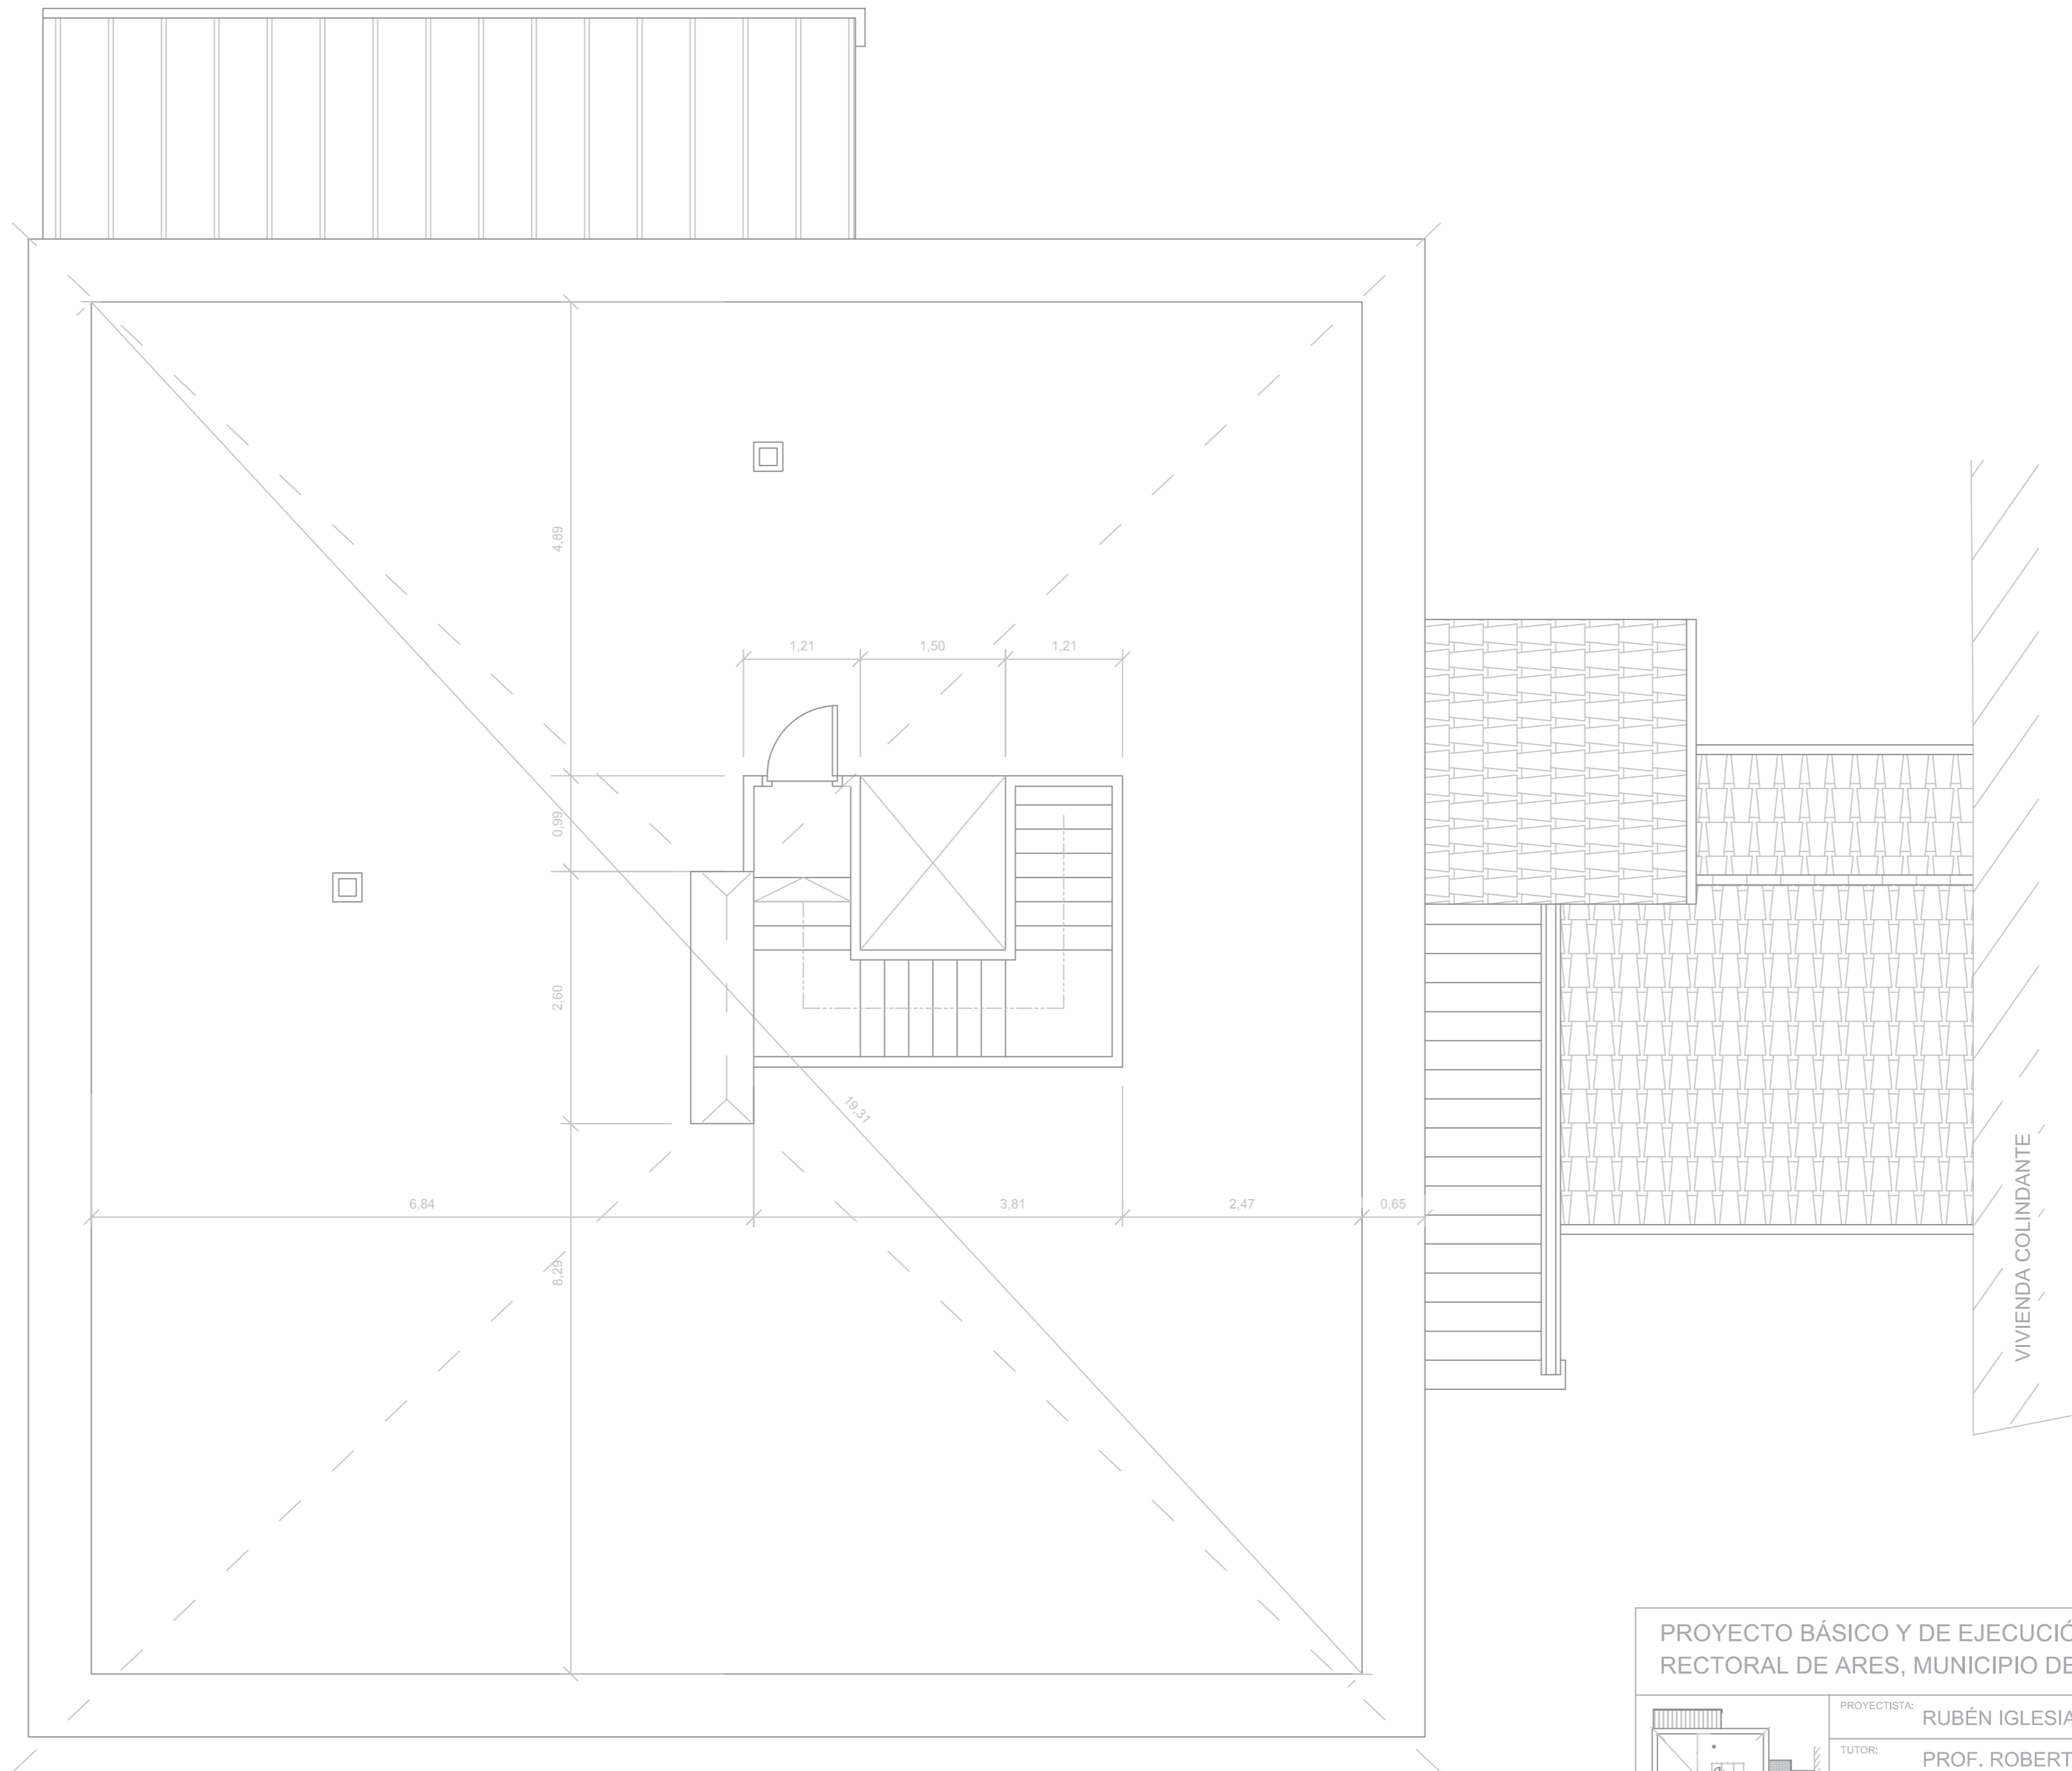 4,89
1,21
1,50
1,21
0,99
2,60
19,31
6,84
3,81
2,47
0,65
8,29
VIVIENDA COLINDANTE
PROYECTO BÁSICO Y DE EJECUCIÓ
RECTORAL DE ARES, MUNICIPIO DE
PROYECTISTA:
RUBÉN IGLESIA
TUTOR:
PROF. ROBERT